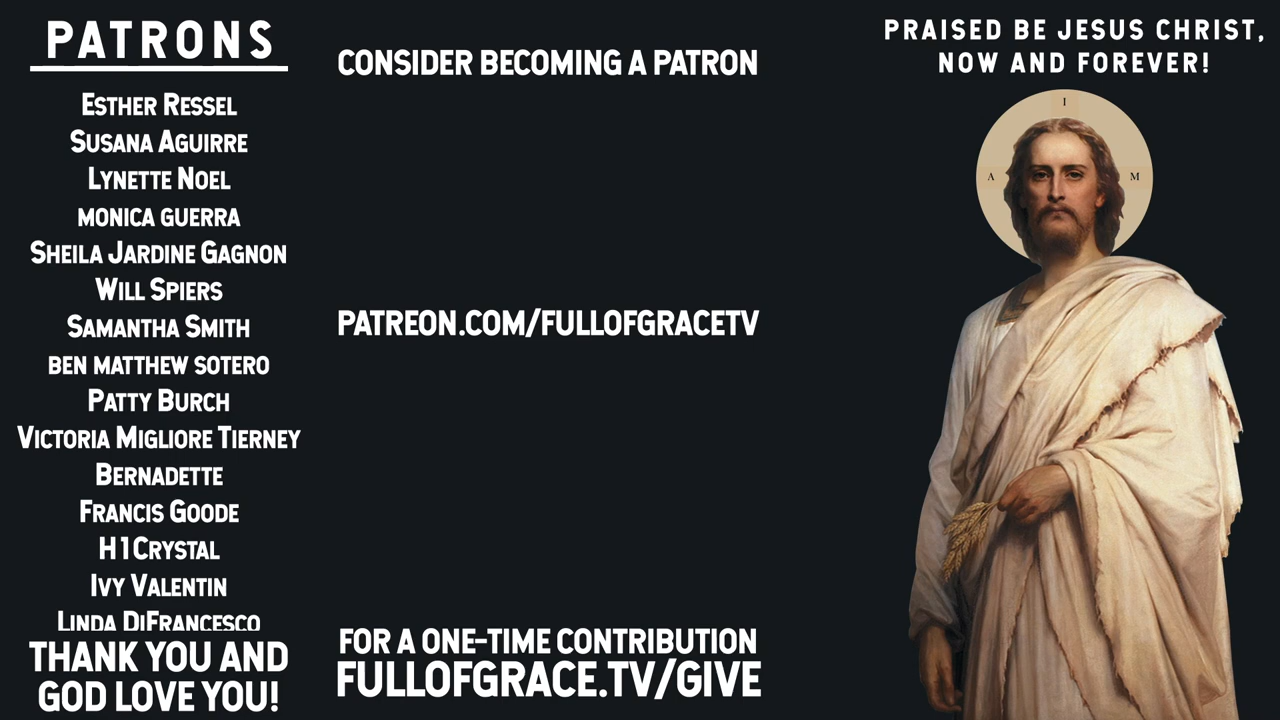 PATRONS
ESTHER RESSEL
SUSANA AGUIRRE
LYNETTE NOEL
MONICA GUERRA
SHEILA JARDINE GAGNON
WILL SPIERS
SAMANTHA SMITH
BEN MATTHEW SOTERO
PATTY BURCH
VICTORIA MIGLIORE TIERNEY
BERNADETTE
FRANCIS GOODE
H1CRYSTAL
IVY VALENTIN
LINDA DIFRANCESCO
THANK YOU AND
GOD LOVE YOU!
CONSIDER BECOMING A PATRON
PATREON.COM/FULLOFGRACETV
FOR A ONE-TIME CONTRIBUTION
FULLOFGRACE.TV/GIVE
PRAISED BE JESUS CHRIST,
NOW AND FOREVER!
I
A M